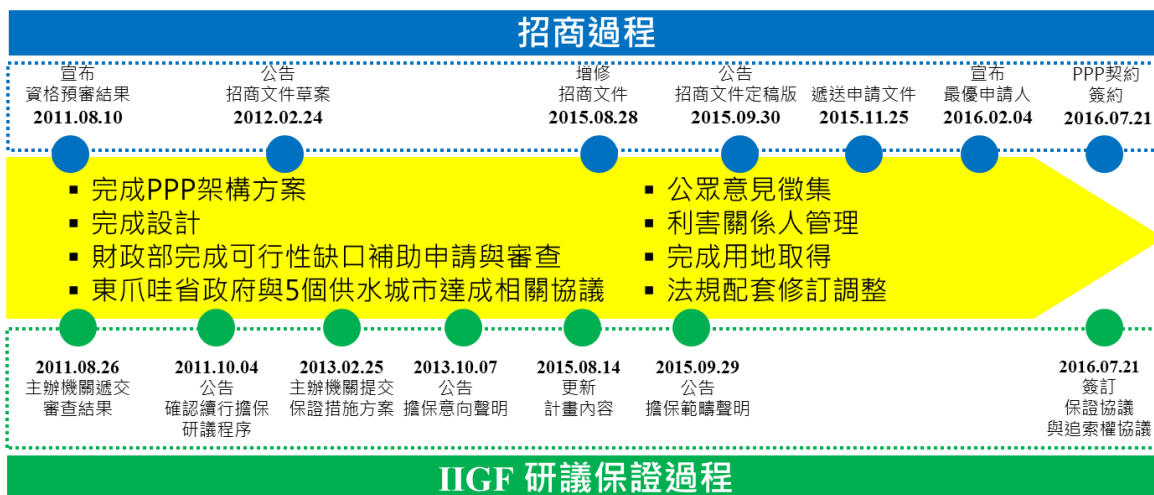 招商過程
宣布
資格預審結果
2011.08.10
公告
招商文件草案
2012.02.24
增修
招商文件
2015.08.28
公告
招商文件定稿版
2015.09.30
遞送申請文件
2015.11.25
宣布
最優申請人
2016.02.04
PPP契約
簽約
2016.07.21
▪ 完成PPP架構方案
▪ 完成設計
▪ 財政部完成可行性缺口補助申請與審查
▪ 東爪哇省政府與5個供水城市達成相關協議
▪ 公眾意見徵集
▪ 利害關係人管理
▪ 完成用地取得
▪ 法規配套修訂調整
2011.08.26
主辦機關遞交
審查結果
2011.10.04
公告
確認續行擔保
研議程序
2013.02.25
主辦機關提交
保證措施方案
2013.10.07
公告
擔保意向聲明
2015.08.14
更新
計畫內容
2015.09.29
公告
擔保範疇聲明
2016.07.21
簽訂
保證協議
與追索權協議
IIGF 研議保證過程